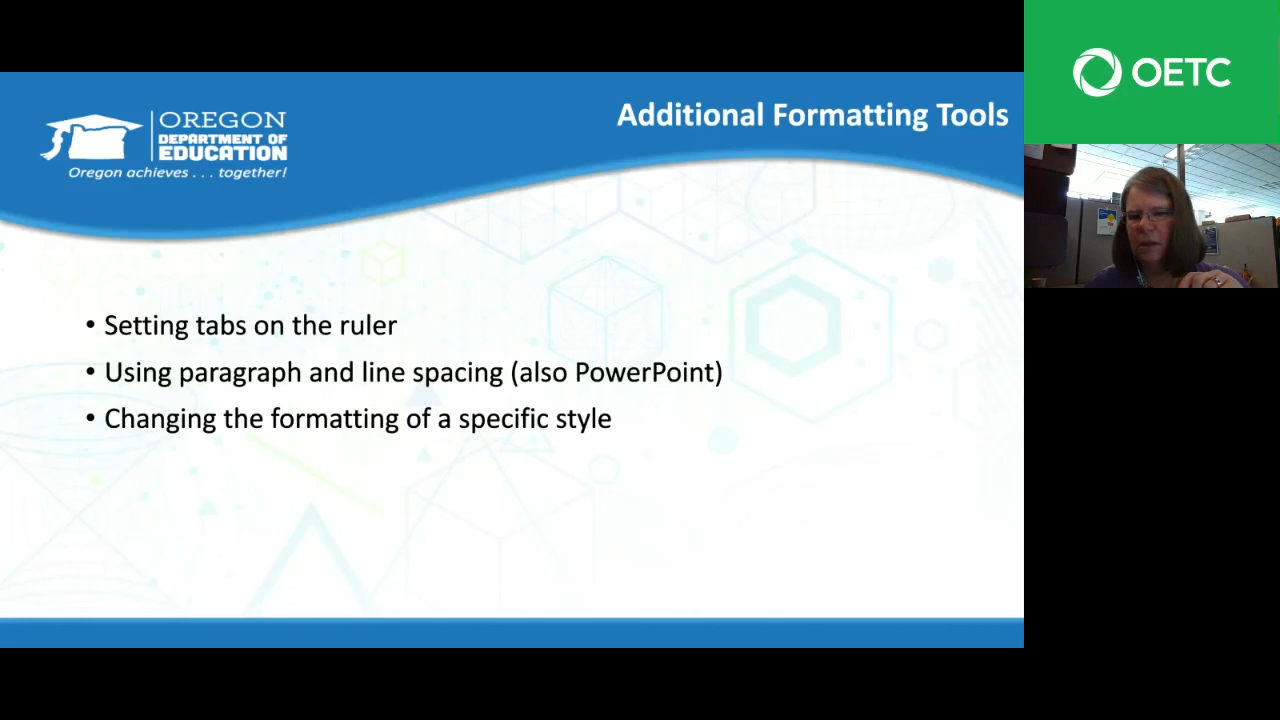 OREGON
DEPARTMENT OF
EDUCATION
Oregon achieves . . . together!
Additional Formatting Tools
OETC
• Setting tabs on the ruler
• Using paragraph and line spacing (also PowerPoint)
• Changing the formatting of a specific style